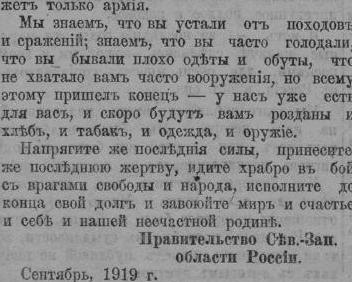 жетъ только армія.
Мы знаемъ, что вы устали отъ походовъ
и сраженій; знаемъ, что вы часто голодали,
что вы бывали плохо одѣты и обуты, что
не хватало вамъ часто вооруженія, но всему
этому пришелъ конецъ — у насъ уже есть
для васъ, и скоро будутъ вамъ розданы и
хлѣбъ, и табакъ, и одежда, и оружіе.
Напрягите же послѣднія силы, принесите
же послѣднюю жертву, идите храбро въ бой
съ врагами свободы и народа, исполните до
конца свой долгъ и завоюйте миръ и счастье
и себѣ и нашей несчастной родинѣ.
Правительство Сѣв.-Зап.
области Россіи.
Сентябрь, 1919 г.